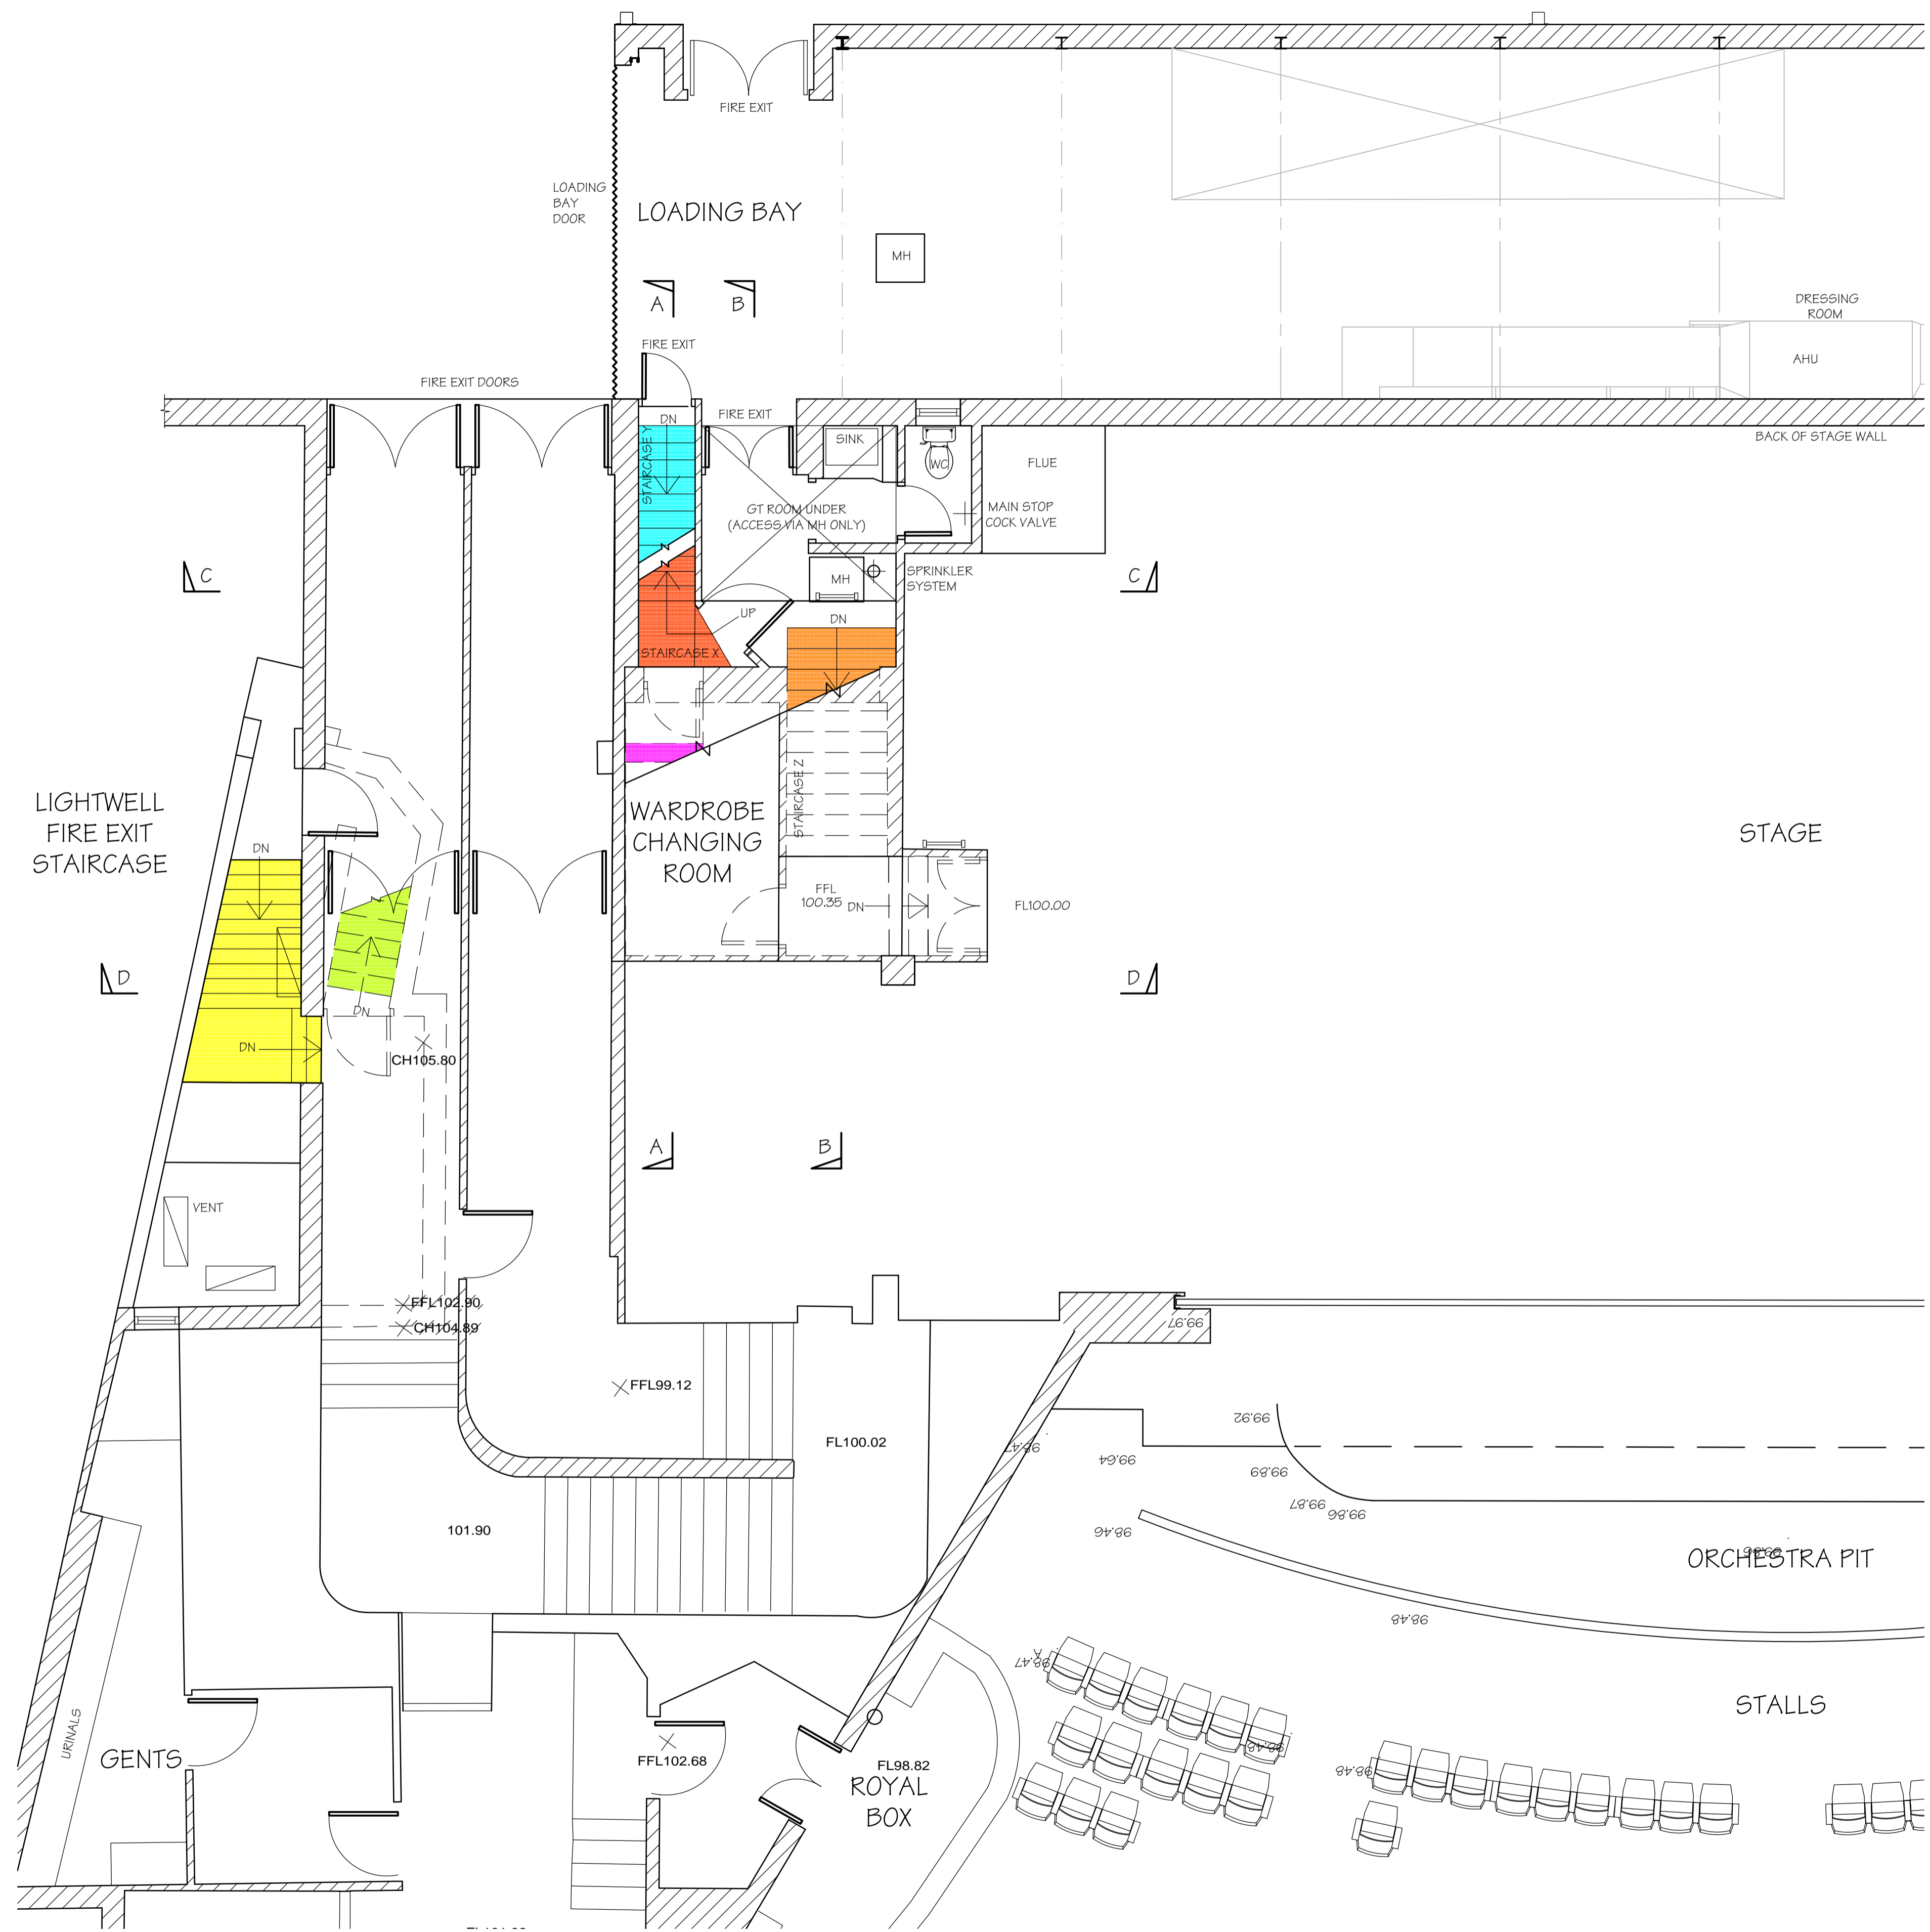 FIRE EXIT
LOADING
BAY
DOOR
LOADING BAY
MH
A
B
DRESSING
ROOM
AHU
FIRE EXIT
FIRE EXIT DOORS
DN
FIRE EXIT
STAIRCASE Y
SINK
WC
FLUE
BACK OF STAGE WALL
GT ROOM UNDER
(ACCESS VIA MH ONLY)
MAIN STOP
COCK VALVE
C
MH
SPRINKLER
SYSTEM
C
UP
DN
STAIRCASE X
LIGHTWELL
FIRE EXIT
STAIRCASE
WARDROBE
CHANGING
ROOM
STAIRCASE Z
STAGE
DN
FFL
100.35
DN
FL100.00
D
D
DN
DN
CH105.80
A
B
VENT
FFL102.90
CH104.89
99.97
FFL99.12
FL100.02
99.92
98.47
99.64
99.89
99.87
99.86
101.90
98.46
ORCHESTRA PIT
98.48
A
98.47
STALLS
98.48
98.48
URINALS
GENTS
FFL102.68
FL98.82
ROYAL
BOX